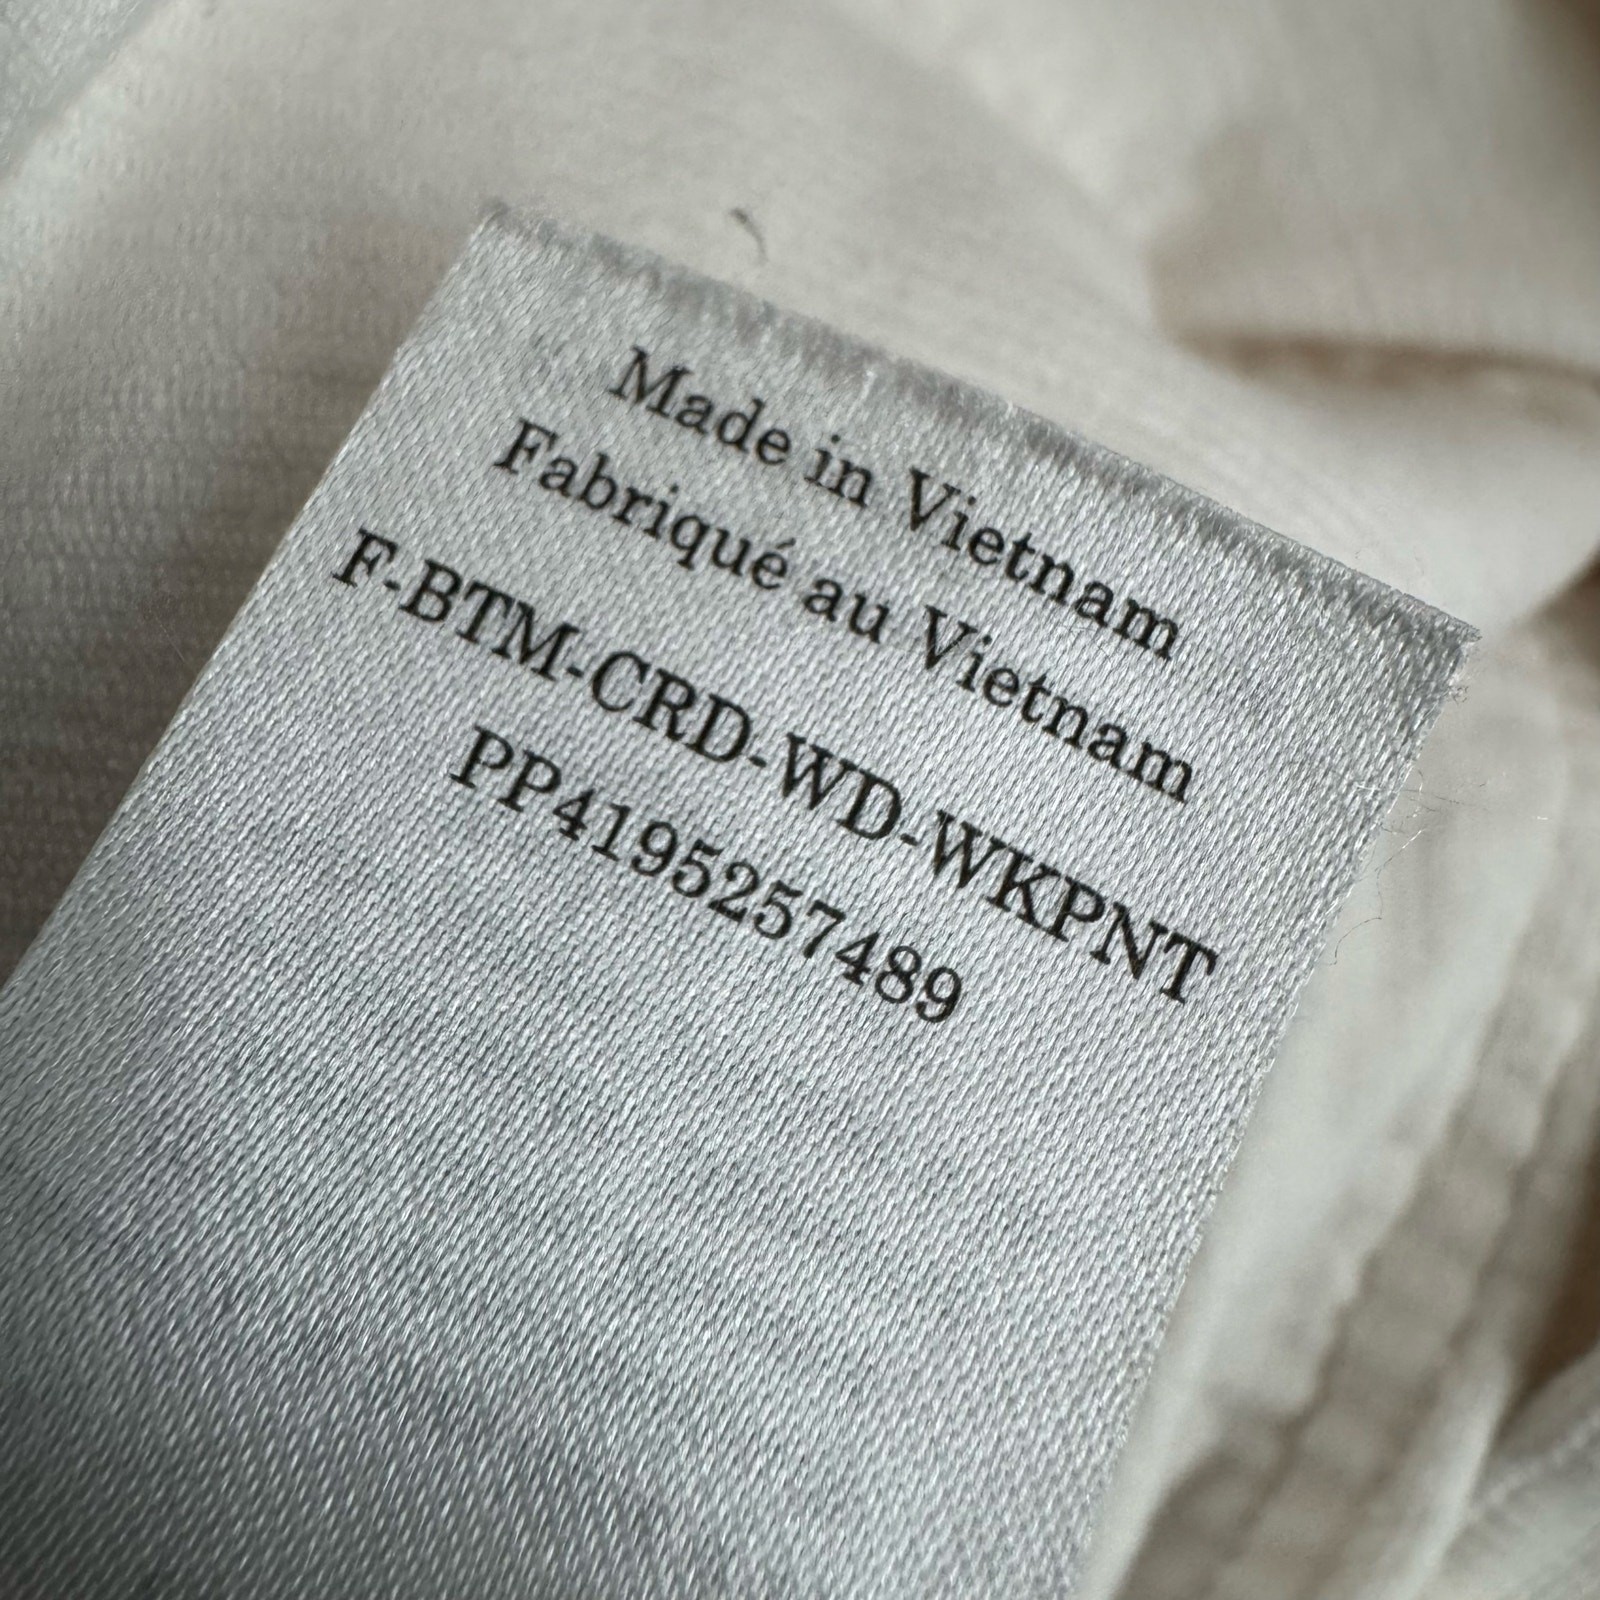 Made in Vietnam
Fabriqué au Vietnam
F-BTM-CRD-WD-WKPNT
PP4195257489